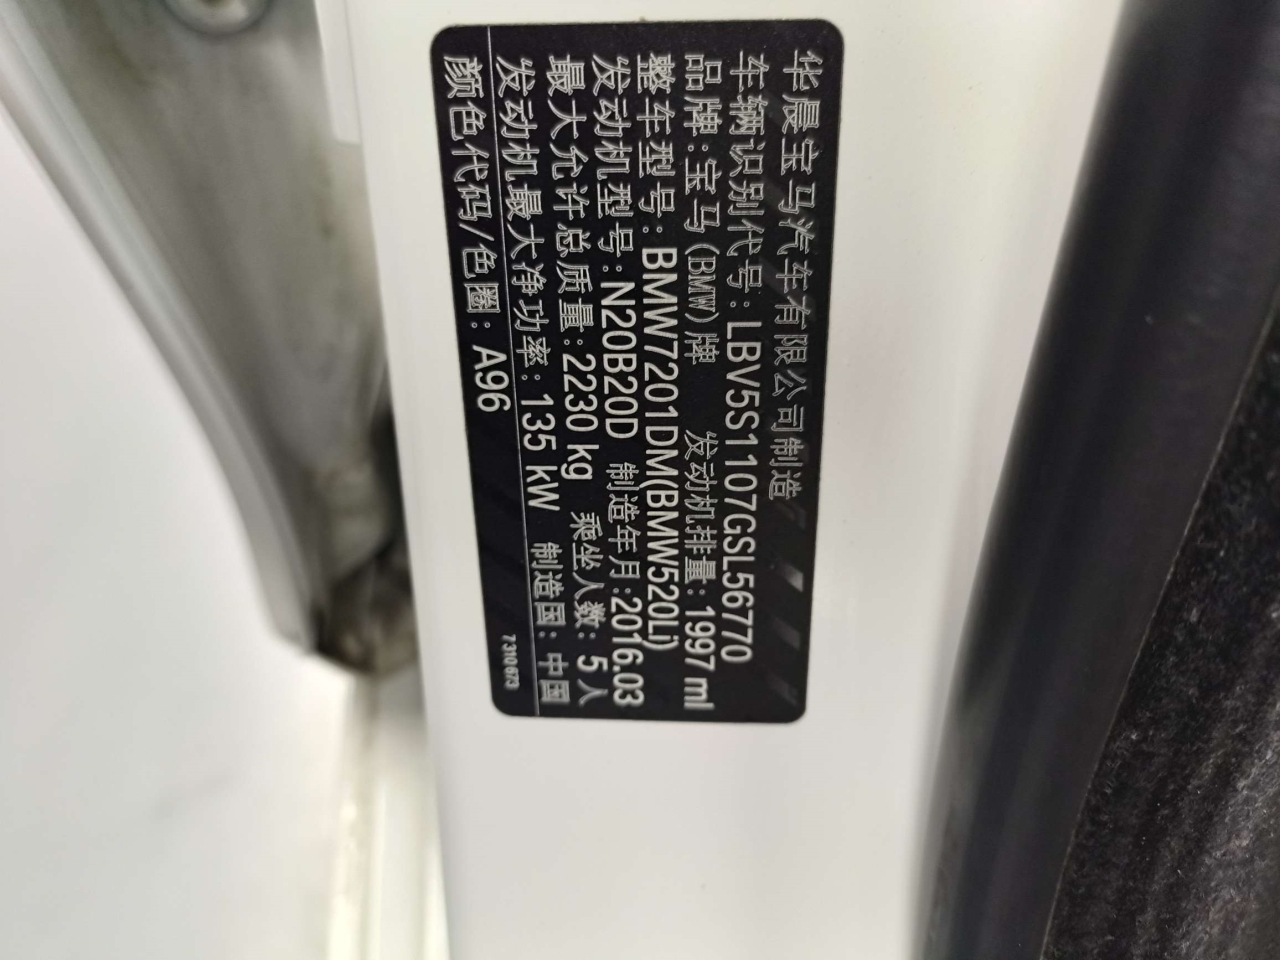 华晨宝马汽车有限公司制造
车辆识别代号:LBV5S1107GSL56770
品牌:宝马(BMW)牌 发动机排量:1997 ml
整车型号:BMW7201DM(BMW520Li)
发动机型号:N20B20D 制造年月:2016.03
最大允许总质量:2230 kg 乘坐人数:5人
发动机最大净功率:135 kW 制造国:中国
颜色代码/色圈:A96
7310673